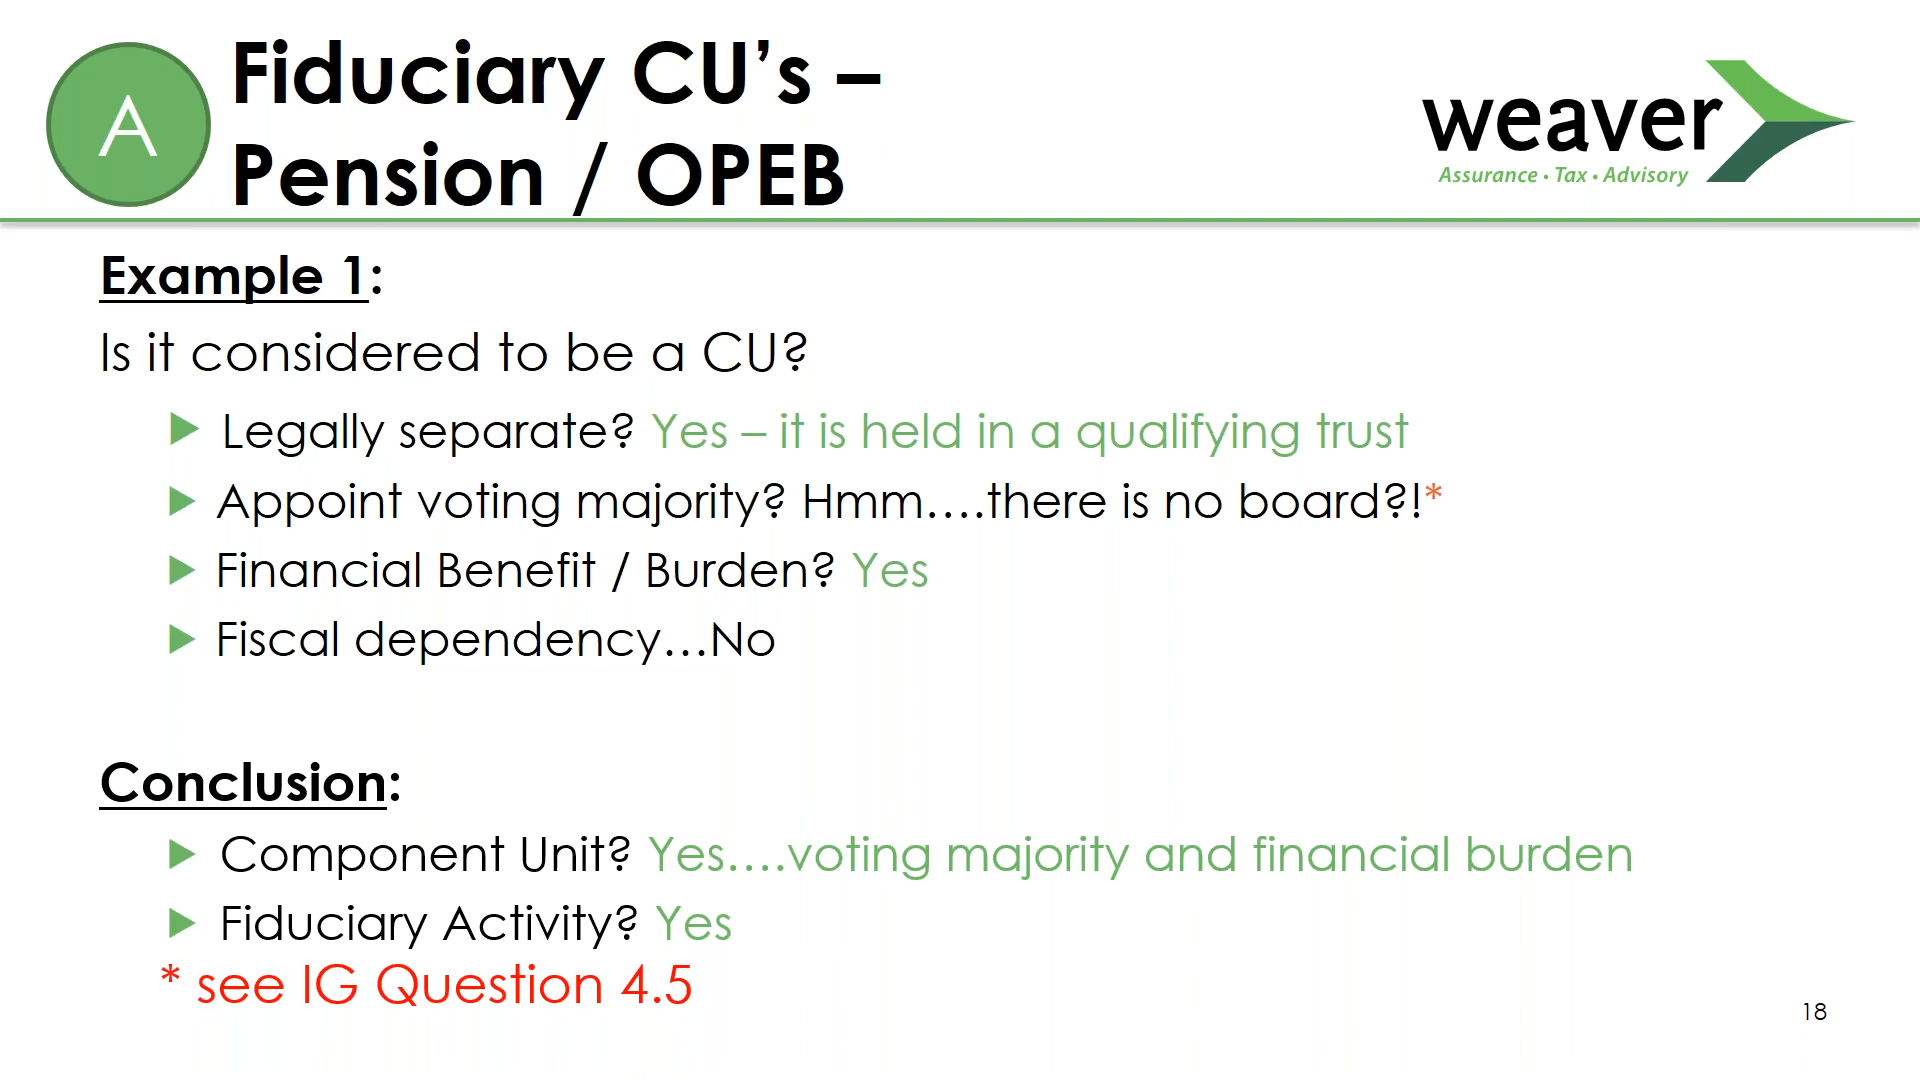 A
Fiduciary CU’s –
Pension / OPEB
weaver
Assurance • Tax • Advisory
Example 1:
Is it considered to be a CU?
Legally separate? Yes – it is held in a qualifying trust
Appoint voting majority? Hmm....there is no board?!*
Financial Benefit / Burden? Yes
Fiscal dependency...No
Conclusion:
Component Unit? Yes....voting majority and financial burden
Fiduciary Activity? Yes
* see IG Question 4.5
18